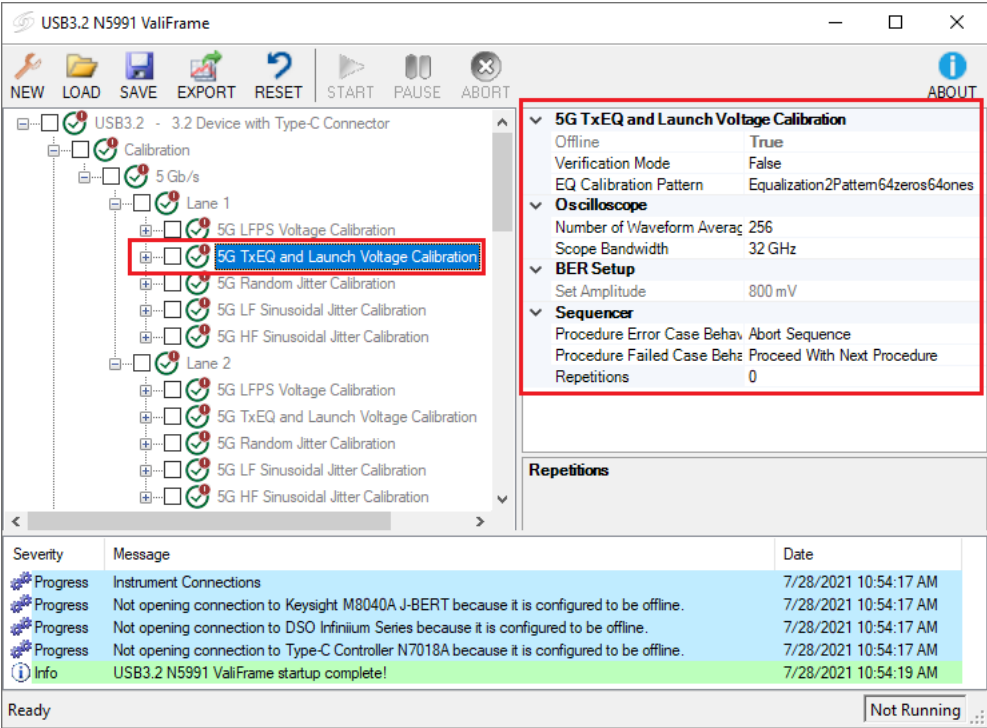 USB3.2 N5991 ValiFrame
NEW LOAD SAVE EXPORT RESET START PAUSE ABORT ABOUT
USB3.2 - 3.2 Device with Type-C Connector
Calibration
5 Gb/s
Lane 1
5G LFPS Voltage Calibration
5G TxEQ and Launch Voltage Calibration
5G Random Jitter Calibration
5G LF Sinusoidal Jitter Calibration
5G HF Sinusoidal Jitter Calibration
Lane 2
5G LFPS Voltage Calibration
5G TxEQ and Launch Voltage Calibration
5G Random Jitter Calibration
5G LF Sinusoidal Jitter Calibration
5G HF Sinusoidal Jitter Calibration
5G TxEQ and Launch Voltage Calibration
Offline True
Verification Mode False
EQ Calibration Pattern Equalization2Pattern64zeros64ones
Oscilloscope
Number of Waveform Averag 256
Scope Bandwidth 32 GHz
BER Setup
Set Amplitude 800 mV
Sequencer
Procedure Error Case Behav Abort Sequence
Procedure Failed Case Beha Proceed With Next Procedure
Repetitions 0
Repetitions
Severity Message Date
Progress Instrument Connections 7/28/2021 10:54:17 AM
Progress Not opening connection to Keysight M8040A J-BERT because it is configured to be offline. 7/28/2021 10:54:17 AM
Progress Not opening connection to DSO Infiniium Series because it is configured to be offline. 7/28/2021 10:54:17 AM
Progress Not opening connection to Type-C Controller N7018A because it is configured to be offline. 7/28/2021 10:54:17 AM
Info USB3.2 N5991 ValiFrame startup complete! 7/28/2021 10:54:19 AM
Ready Not Running